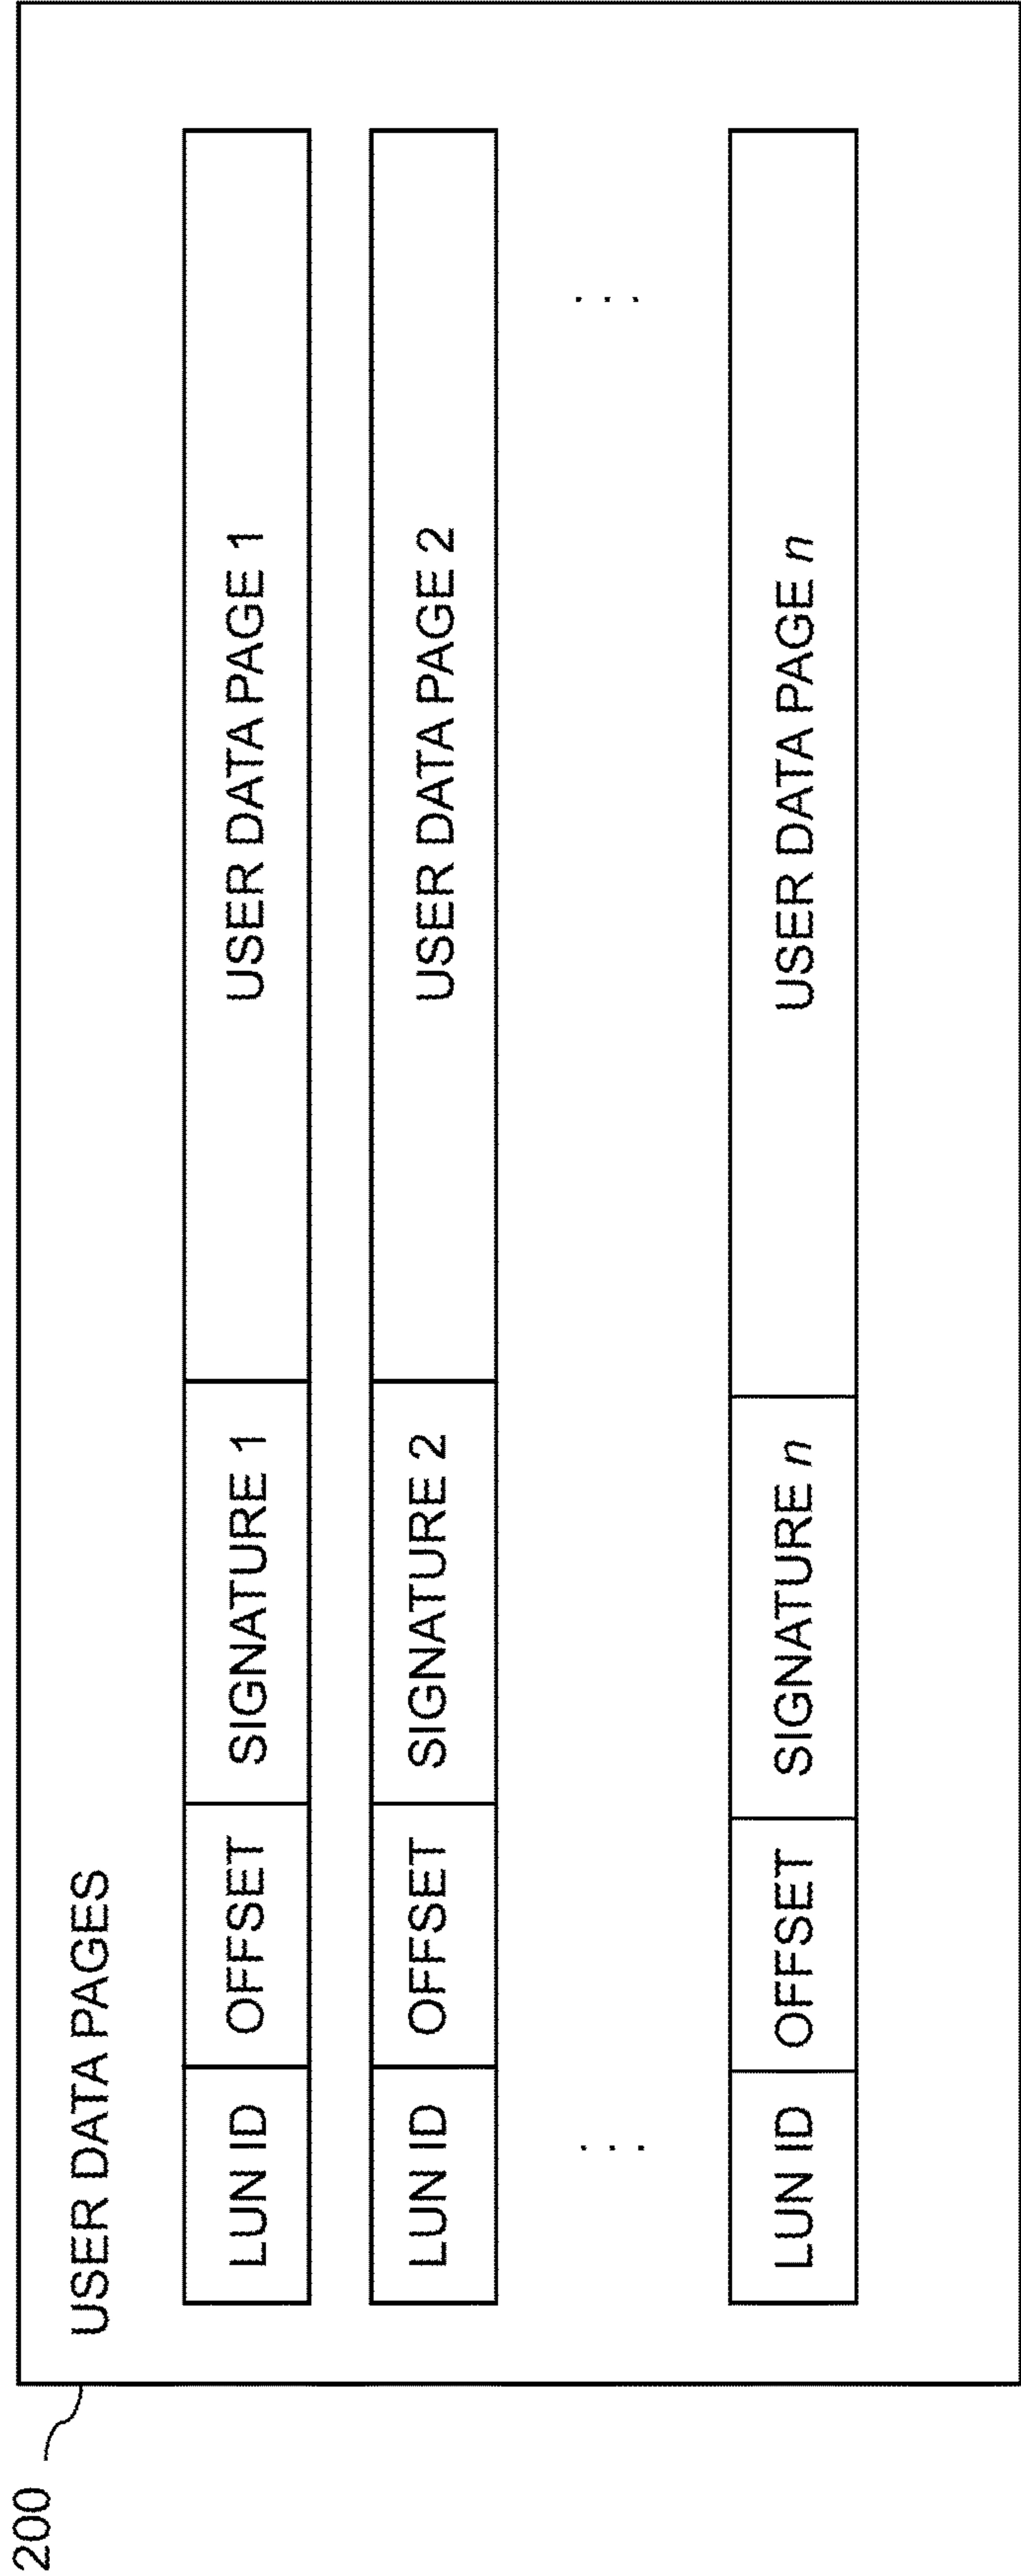 200
USER DATA PAGES
LUN ID OFFSET SIGNATURE 1 USER DATA PAGE 1
LUN ID OFFSET SIGNATURE 2 USER DATA PAGE 2
. . . . . .
LUN ID OFFSET SIGNATURE n USER DATA PAGE n